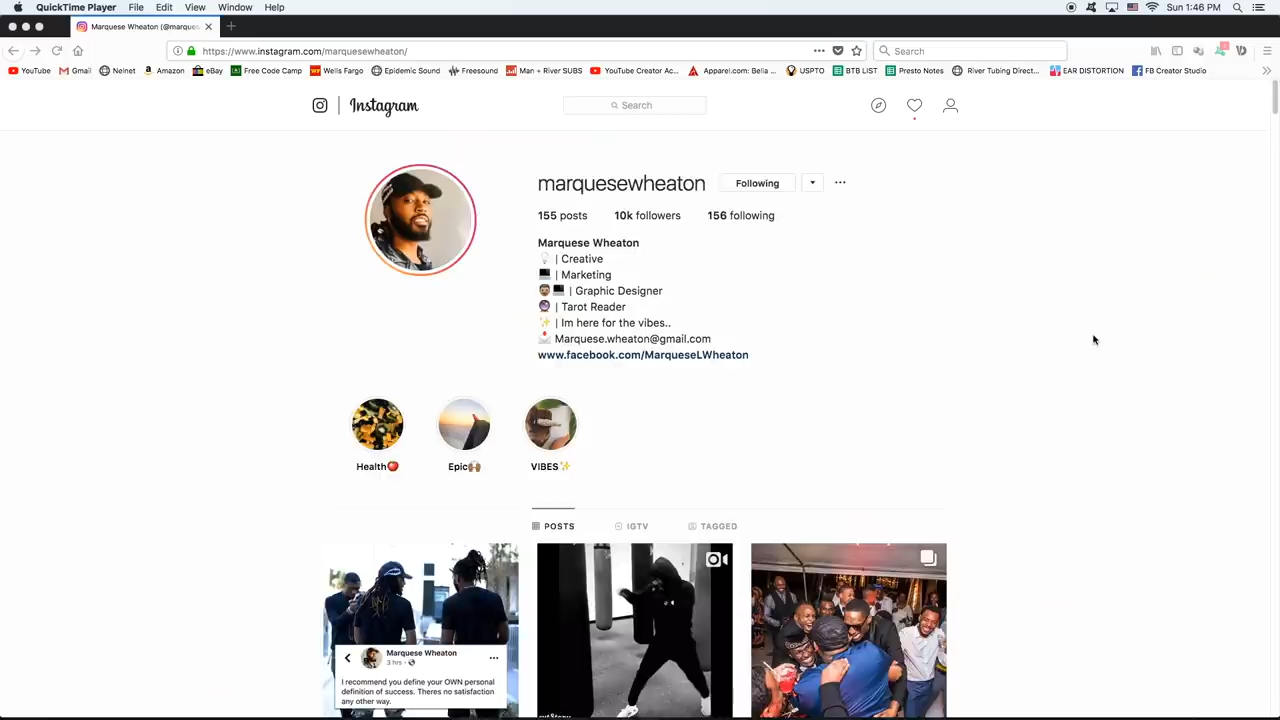 QuickTime Player File Edit View Window Help Sun 1:46 PM
Marquese Wheaton (@marques
https://www.instagram.com/marquesewheaton/ Search
YouTube Gmail Nelnet Amazon eBay Free Code Camp Wells Fargo Epidemic Sound Freesound Man + River SUBS YouTube Creator Ac... Apparel.com: Bella ... USPTO BTB LIST Presto Notes River Tubing Direct... EAR DISTORTION FB Creator Studio
Instagram Search
marquesewheaton Following
155 posts 10k followers 156 following
Marquese Wheaton
| Creative
| Marketing
| Graphic Designer
| Tarot Reader
| Im here for the vibes..
Marquese.wheaton@gmail.com
www.facebook.com/MarqueseLWheaton
Health Epic VIBES
POSTS IGTV TAGGED
Marquese Wheaton
3 hrs
I recommend you define your OWN personal
definition of success. Theres no satisfaction
any other way.